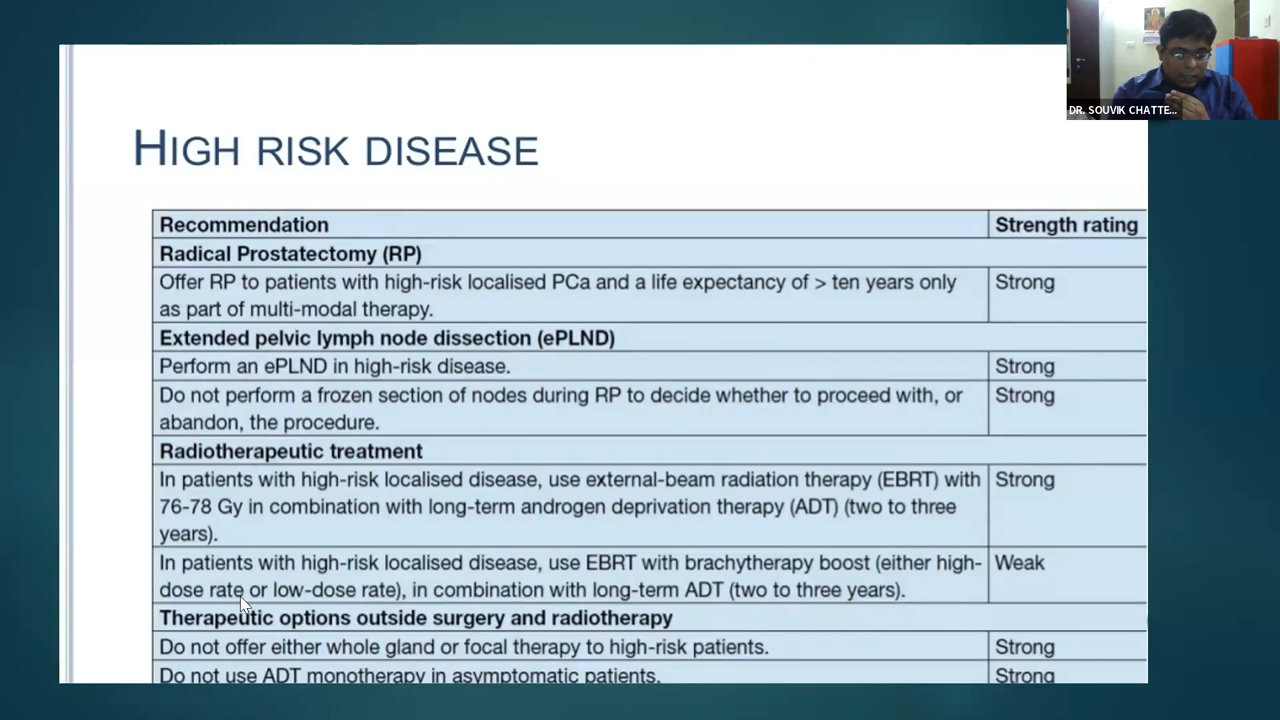 DR. SOUVIK CHATTE...
HIGH RISK DISEASE
Recommendation Strength rating
Radical Prostatectomy (RP)
Offer RP to patients with high-risk localised PCa and a life expectancy of > ten years only Strong
as part of multi-modal therapy.
Extended pelvic lymph node dissection (ePLND)
Perform an ePLND in high-risk disease. Strong
Do not perform a frozen section of nodes during RP to decide whether to proceed with, or Strong
abandon, the procedure.
Radiotherapeutic treatment
In patients with high-risk localised disease, use external-beam radiation therapy (EBRT) with Strong
76-78 Gy in combination with long-term androgen deprivation therapy (ADT) (two to three
years).
In patients with high-risk localised disease, use EBRT with brachytherapy boost (either high- Weak
dose rate or low-dose rate), in combination with long-term ADT (two to three years).
Therapeutic options outside surgery and radiotherapy
Do not offer either whole gland or focal therapy to high-risk patients. Strong
Do not use ADT monotherapy in asymptomatic patients. Strong